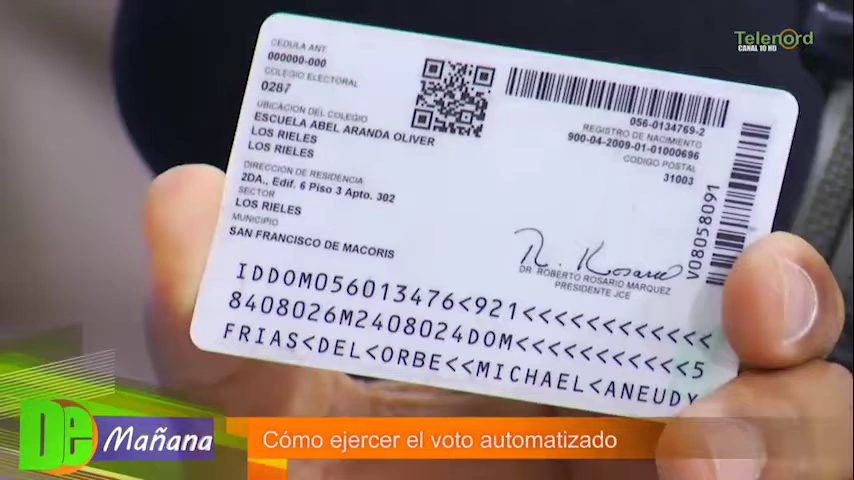 Telenord
CANAL 10 HD
CEDULA ANT
000000-000
COLEGIO ELECTORAL
0287
UBICACION DEL COLEGIO
ESCUELA ABEL ARANDA OLIVER
LOS RIELES
LOS RIELES
DIRECCION DE RESIDENCIA
2DA., Edif. 6 Piso 3 Apto. 302
SECTOR
LOS RIELES
MUNICIPIO
SAN FRANCISCO DE MACORIS
056-0134769-2
REGISTRO DE NACIMIENTO
900-04-2009-01-01000696
CODIGO POSTAL
31003
V08058091
R. Rosario
DR. ROBERTO ROSARIO MARQUEZ
PRESIDENTE JCE
IDDOM056013476<921<<<<<<<<<<<<
8408026M2408024DOM<<<<<<<<<<<5
FRIAS<DEL<ORBE<<MICHAEL<ANEUDY
De Mañana
Cómo ejercer el voto automatizado